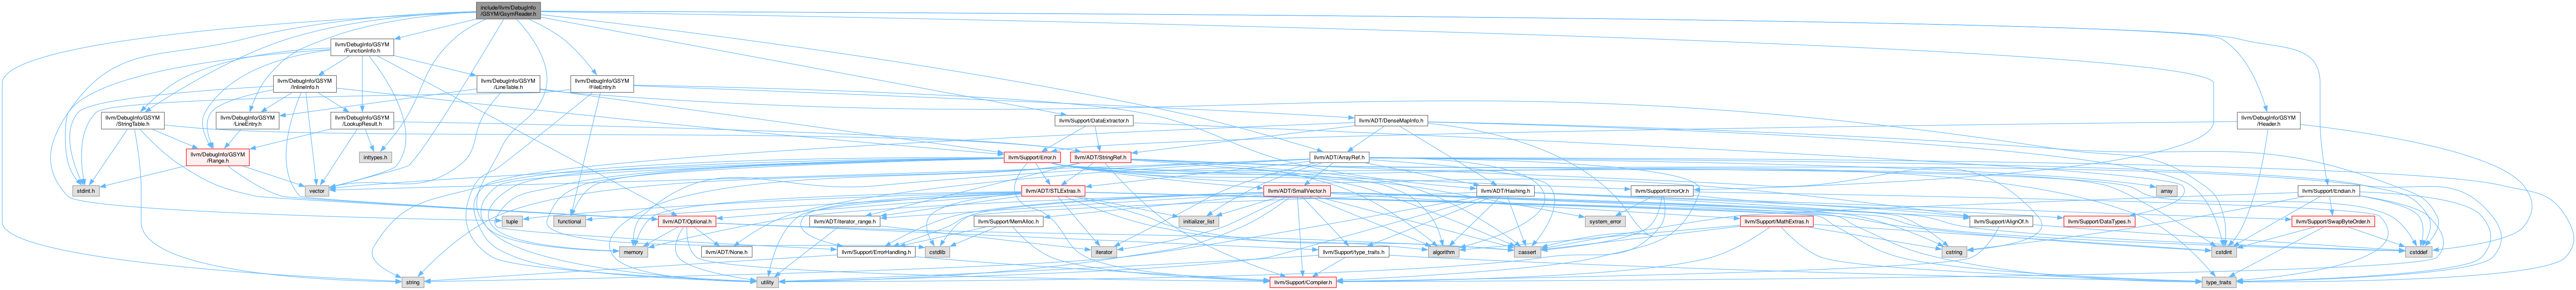 include/llvm/DebugInfo
/GSYM/GsymReader.h
llvm/DebugInfo/GSYM
/FunctionInfo.h
llvm/DebugInfo/GSYM
/InlineInfo.h
llvm/DebugInfo/GSYM
/LineTable.h
llvm/DebugInfo/GSYM
/FileEntry.h
llvm/DebugInfo/GSYM
/StringTable.h
llvm/DebugInfo/GSYM
/LineEntry.h
llvm/DebugInfo/GSYM
/LookupResult.h
llvm/Support/DataExtractor.h
llvm/ADT/DenseMapInfo.h
llvm/DebugInfo/GSYM
/Header.h
llvm/DebugInfo/GSYM
/Range.h
inttypes.h
llvm/Support/Error.h
llvm/ADT/StringRef.h
llvm/ADT/ArrayRef.h
stdint.h
vector
llvm/ADT/STLExtras.h
llvm/ADT/SmallVector.h
llvm/ADT/Hashing.h
llvm/Support/ErrorOr.h
array
llvm/Support/Endian.h
tuple
functional
llvm/ADT/Optional.h
llvm/ADT/iterator_range.h
llvm/Support/MemAlloc.h
initializer_list
system_error
llvm/Support/MathExtras.h
llvm/Support/AlignOf.h
llvm/Support/DataTypes.h
llvm/Support/SwapByteOrder.h
memory
llvm/ADT/None.h
llvm/Support/ErrorHandling.h
cstdlib
iterator
llvm/Support/type_traits.h
algorithm
cassert
cstring
cstdint
cstddef
string
utility
llvm/Support/Compiler.h
type_traits